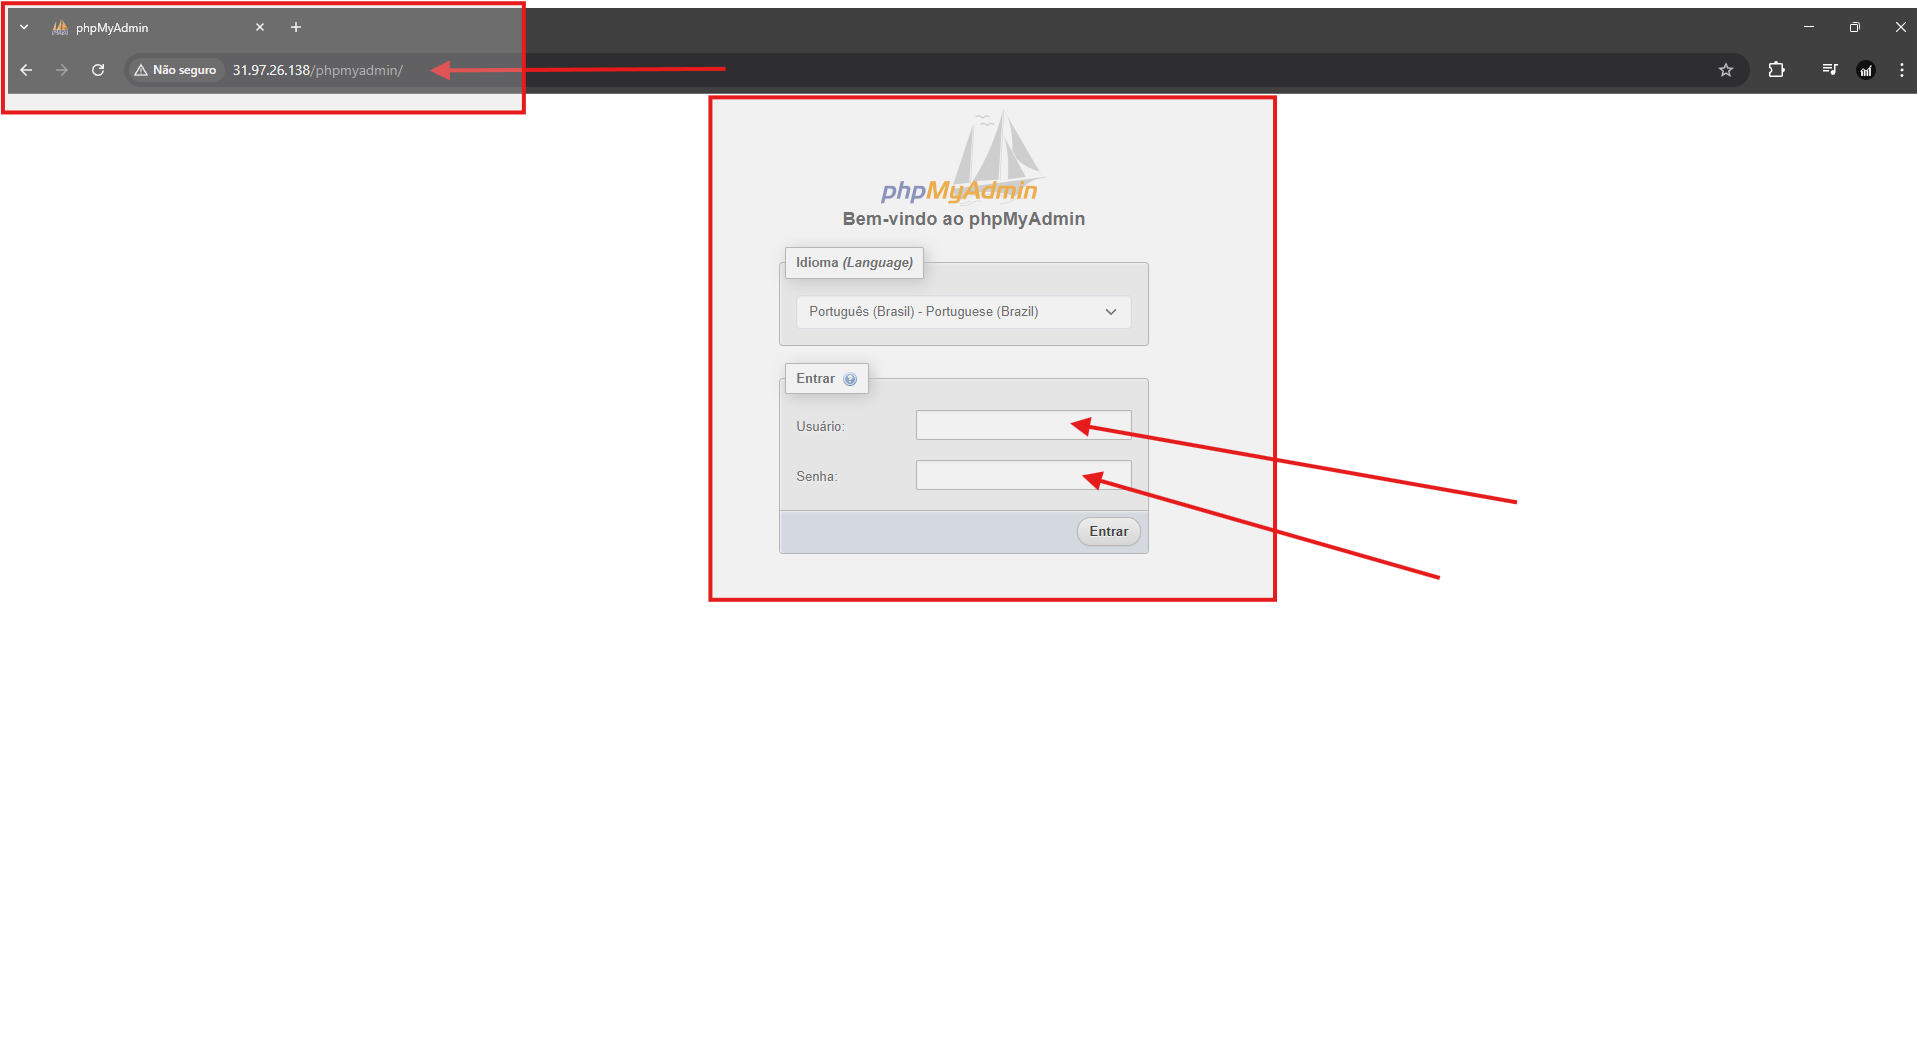 phpMyAdmin
Não seguro 31.97.26.138/phpmyadmin/
phpMyAdmin
Bem-vindo ao phpMyAdmin
Idioma (Language)
Português (Brasil) - Portuguese (Brazil)
Entrar
Usuário:
Senha:
Entrar